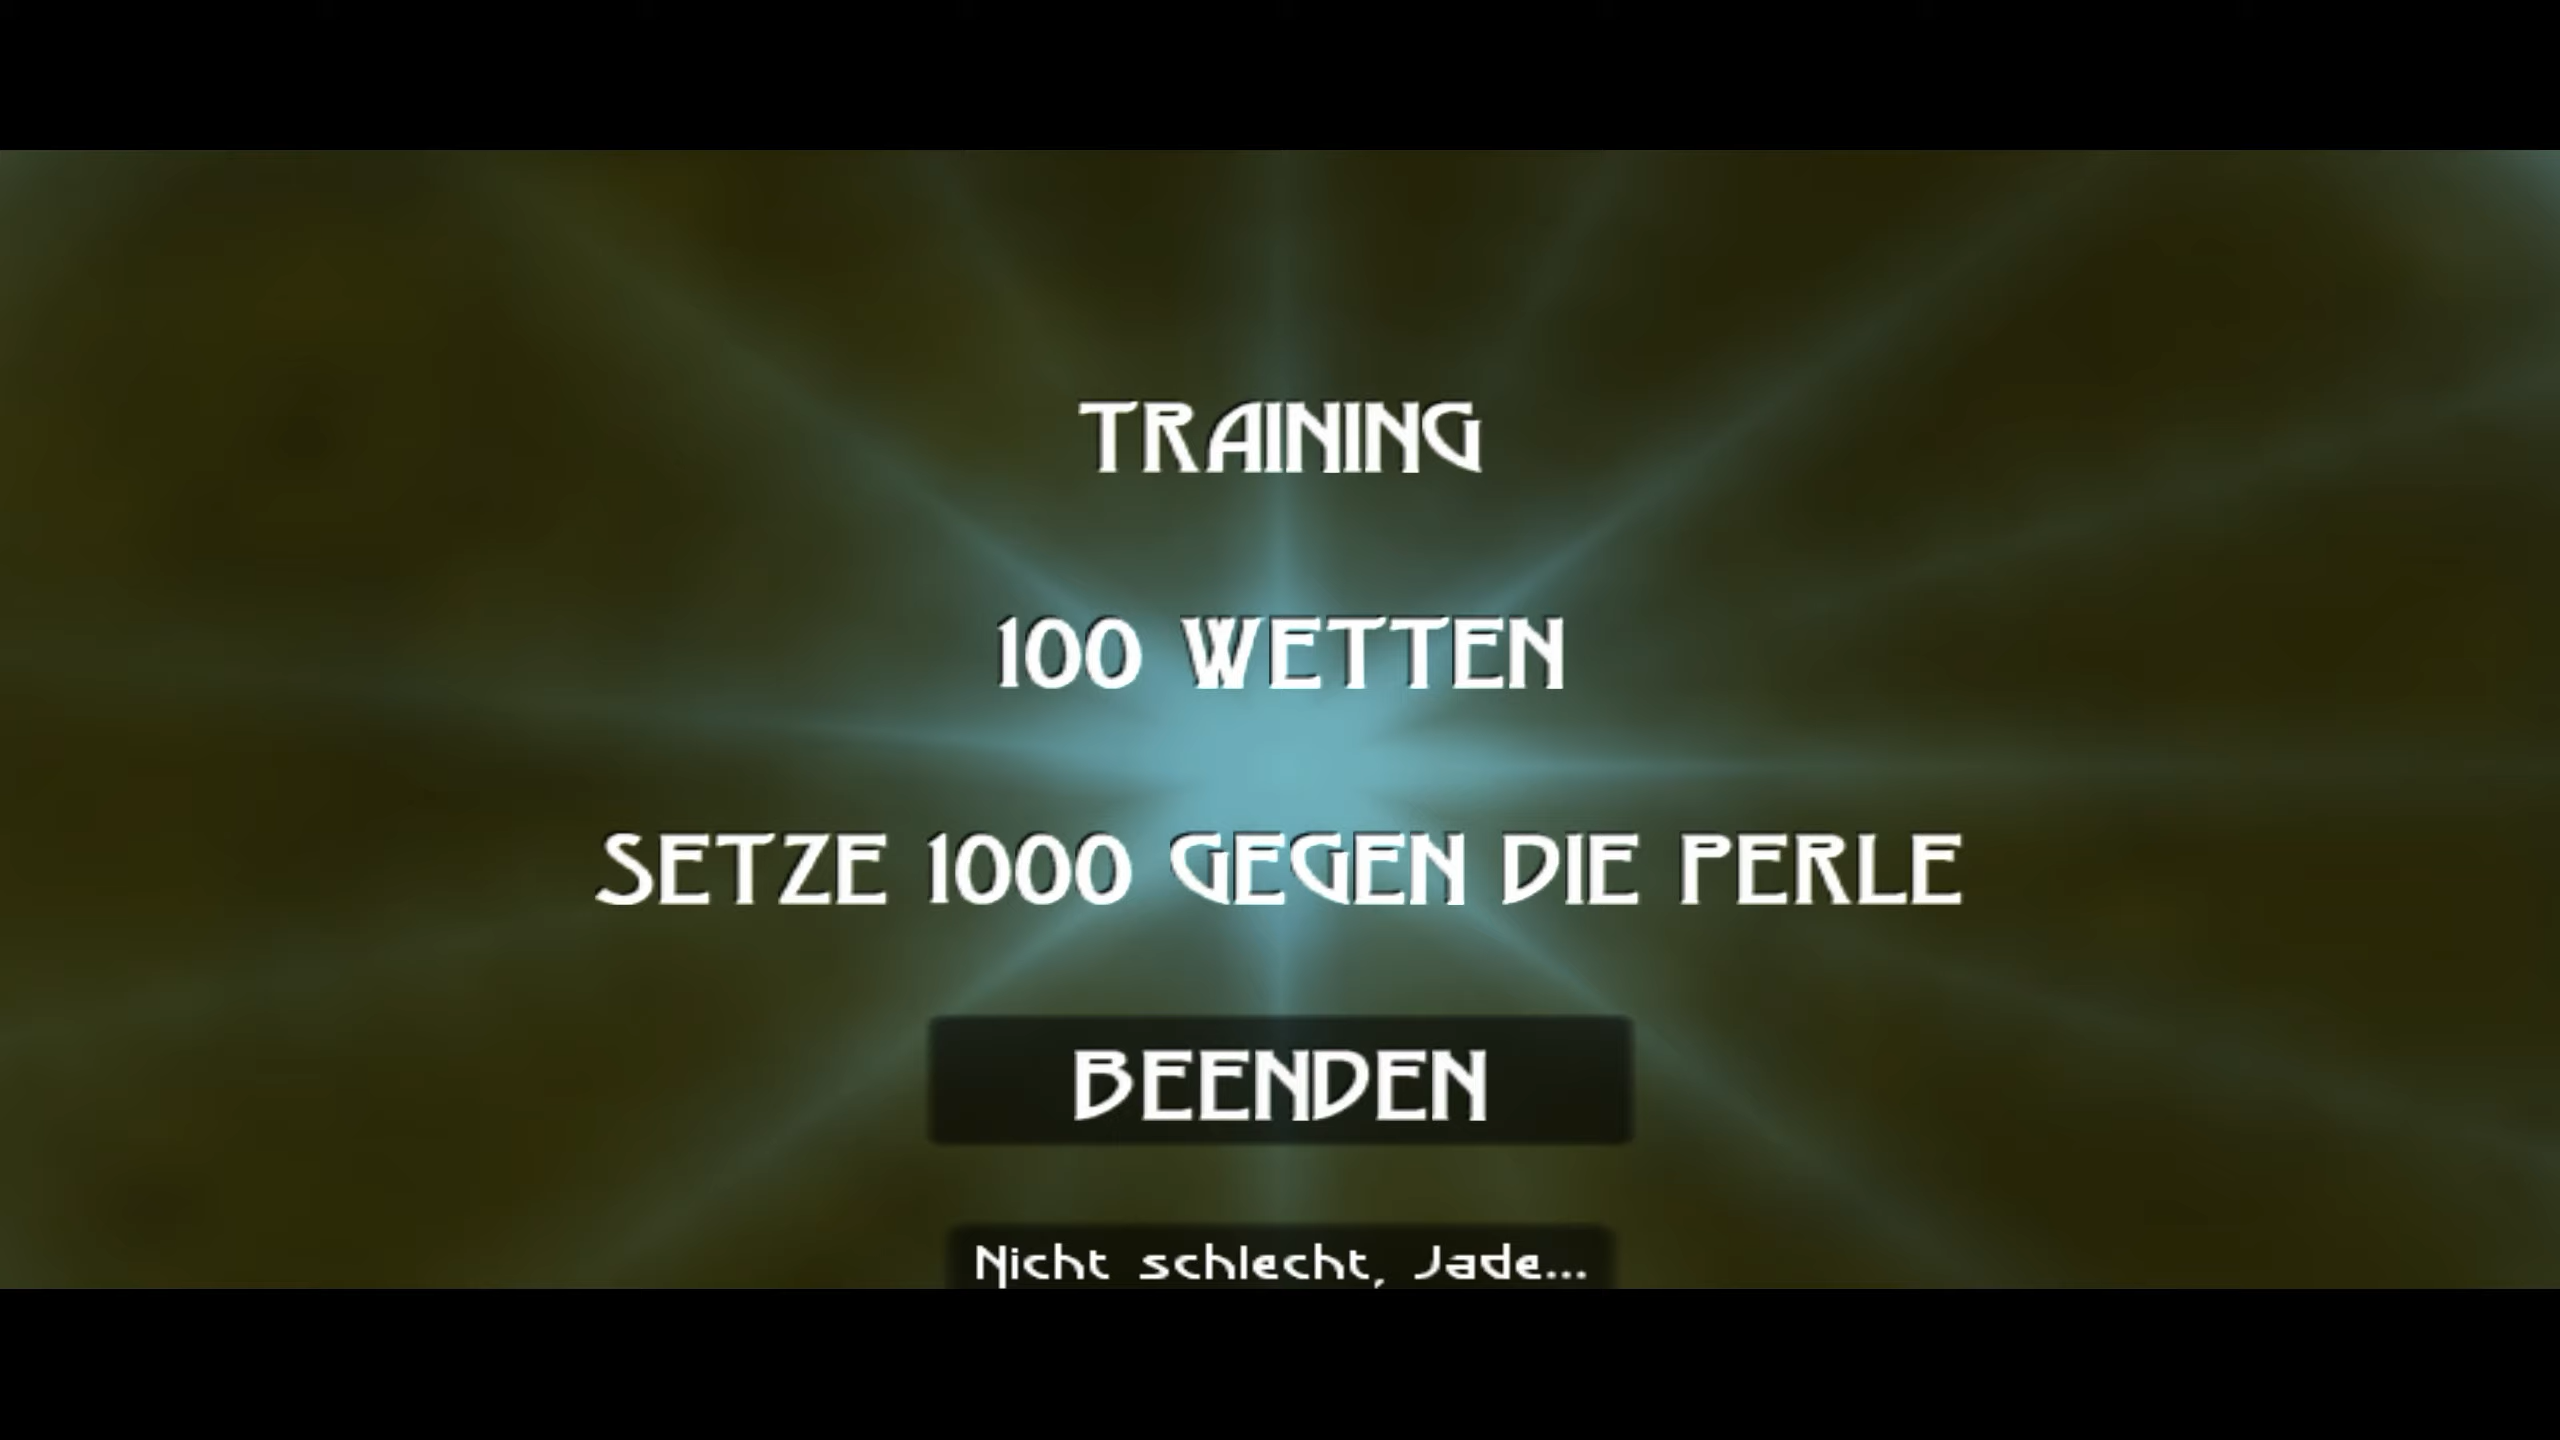 TRAINING
100 WETTEN
SETZE 1000 GEGEN DIE PERLE
BEENDEN
Nicht schlecht, Jade...